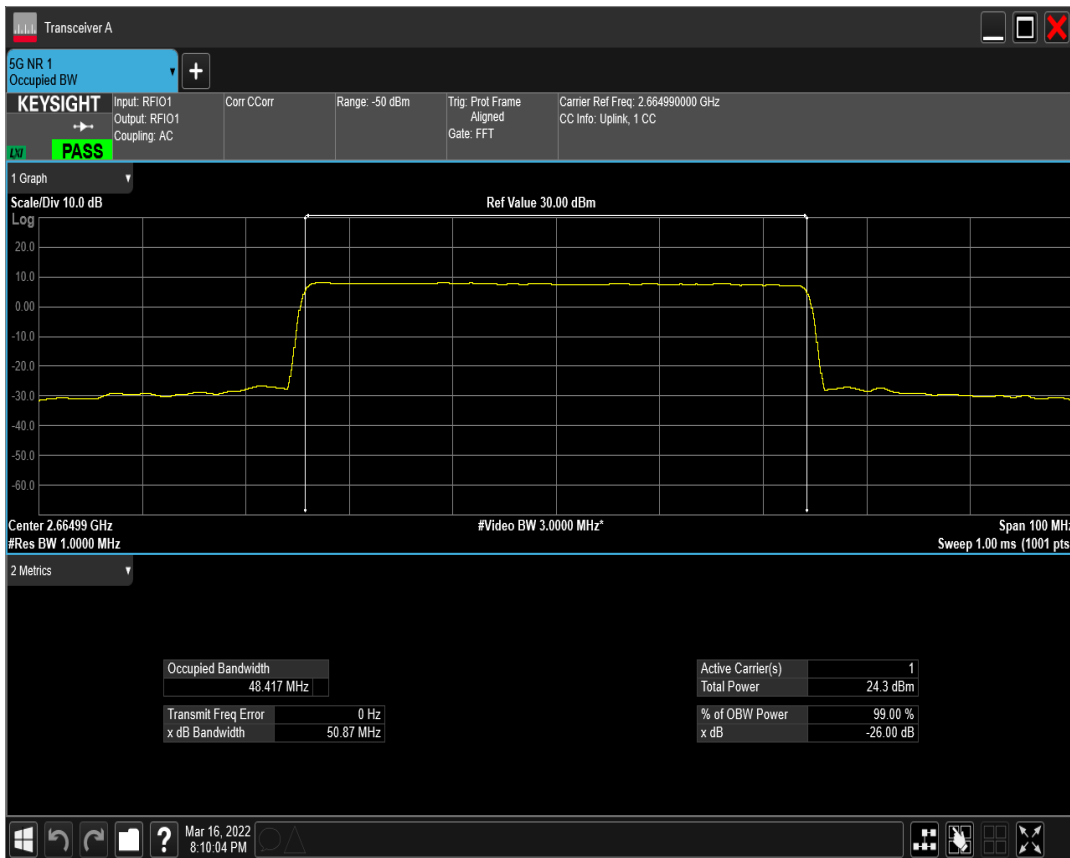 Transceiver A
5G NR 1
Occupied BW
+
KEYSIGHT
LXI
PASS
Input: RFIO1
Output: RFIO1
Coupling: AC
Corr CCorr
Range: -50 dBm
Trig: Prot Frame
Aligned
Gate: FFT
Carrier Ref Freq: 2.664990000 GHz
CC Info: Uplink, 1 CC
1 Graph
Scale/Div 10.0 dB
Ref Value 30.00 dBm
Log
20.0
10.0
0.00
-10.0
-20.0
-30.0
-40.0
-50.0
-60.0
Center 2.66499 GHz
#Video BW 3.0000 MHz*
Span 100 MHz
#Res BW 1.0000 MHz
Sweep 1.00 ms (1001 pts
2 Metrics
Occupied Bandwidth
48.417 MHz
Transmit Freq Error 0 Hz
x dB Bandwidth 50.87 MHz
Active Carrier(s) 1
Total Power 24.3 dBm
% of OBW Power 99.00 %
x dB -26.00 dB
?
Mar 16, 2022
8:10:04 PM